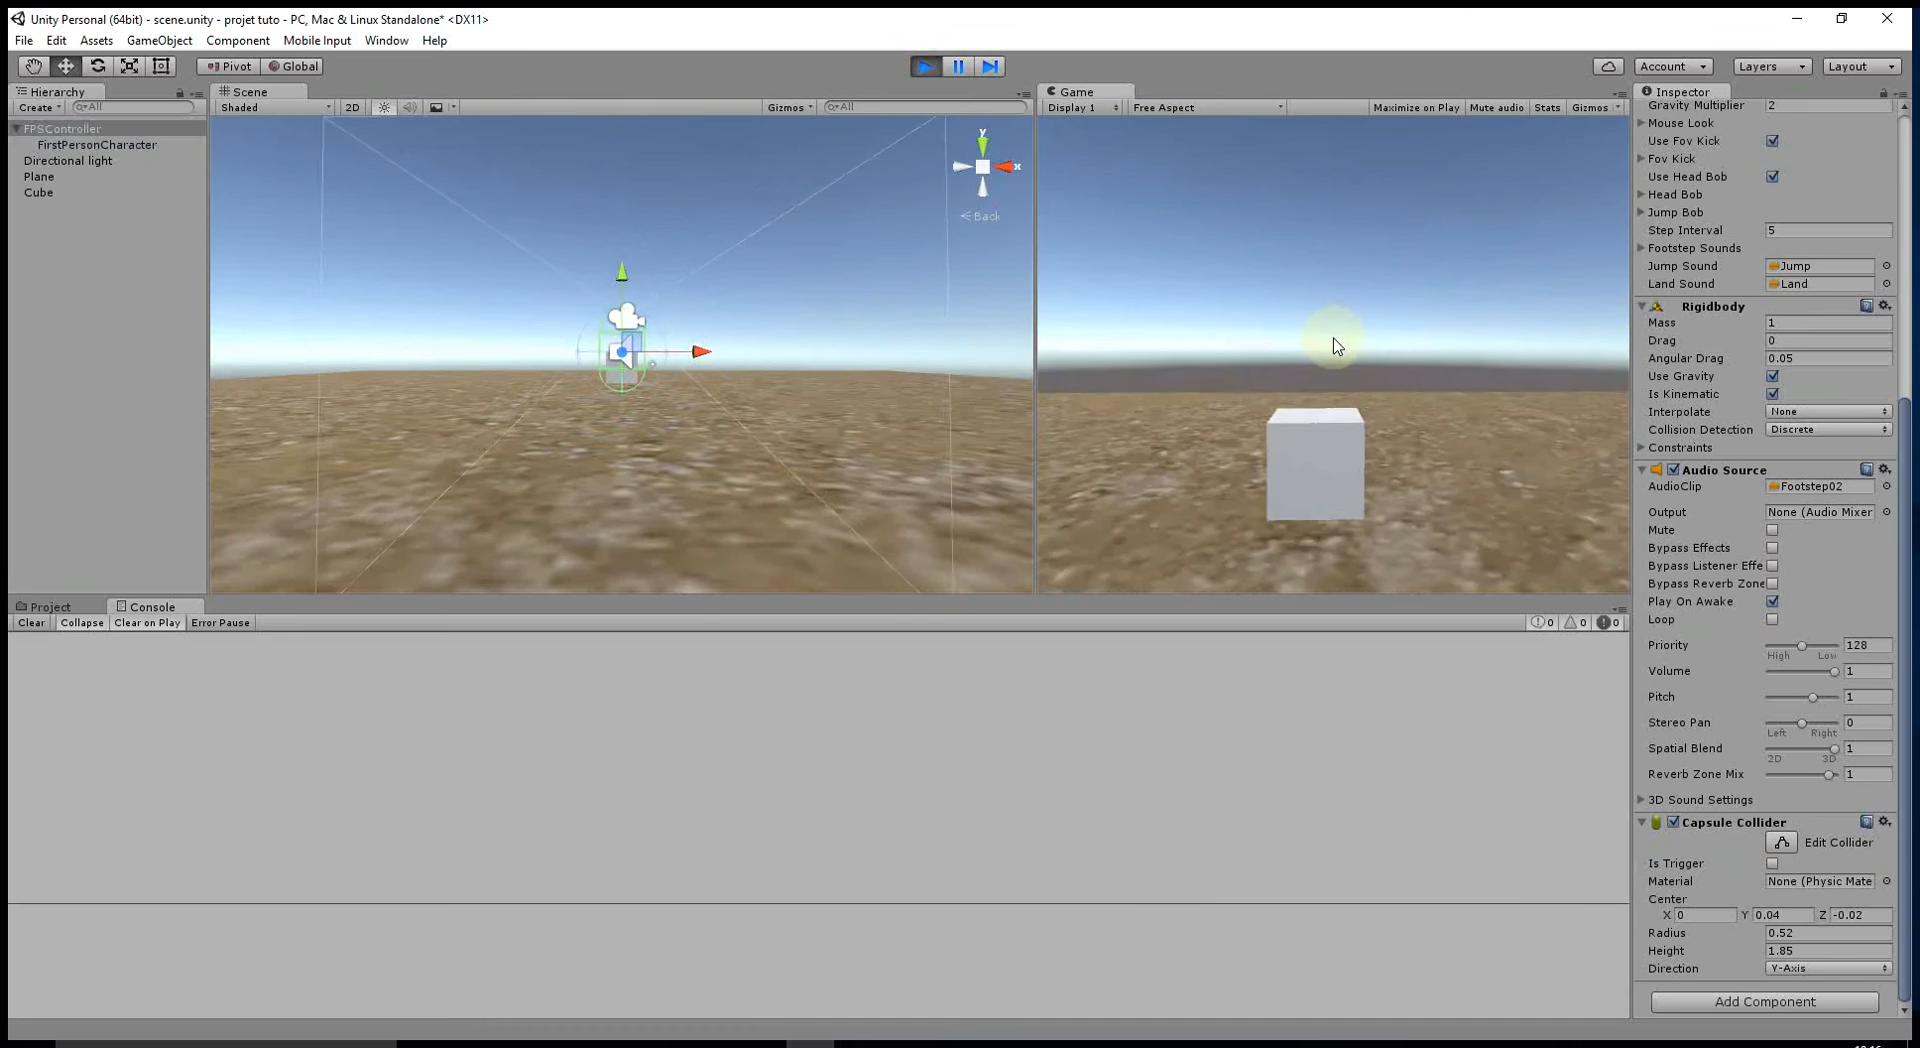 Unity Personal (64bit) - scene.unity - projet tuto - PC, Mac & Linux Standalone* <DX11>
File Edit Assets GameObject Component Mobile Input Window Help
Pivot Global
Account Layers Layout
Hierarchy
Create All
FPSController
FirstPersonCharacter
Directional light
Plane
Cube
Scene
Shaded 2D Gizmos All
y
x
Back
Game
Display 1 Free Aspect Maximize on Play Mute audio Stats Gizmos
Inspector
Gravity Multiplier 2
Mouse Look
Use Fov Kick
Fov Kick
Use Head Bob
Head Bob
Jump Bob
Step Interval 5
Footstep Sounds
Jump Sound Jump
Land Sound Land
Rigidbody
Mass 1
Drag 0
Angular Drag 0.05
Use Gravity
Is Kinematic
Interpolate None
Collision Detection Discrete
Constraints
Audio Source
AudioClip Footstep02
Output None (Audio Mixer
Mute
Bypass Effects
Bypass Listener Effe
Bypass Reverb Zone
Play On Awake
Loop
Priority 128
High Low
Volume 1
Pitch 1
Stereo Pan 0
Left Right
Spatial Blend 1
2D 3D
Reverb Zone Mix 1
3D Sound Settings
Capsule Collider
Edit Collider
Is Trigger
Material None (Physic Mate
Center
X 0 Y 0.04 Z -0.02
Radius 0.52
Height 1.85
Direction Y-Axis
Add Component
Project Console
Clear Collapse Clear on Play Error Pause 0 0 0